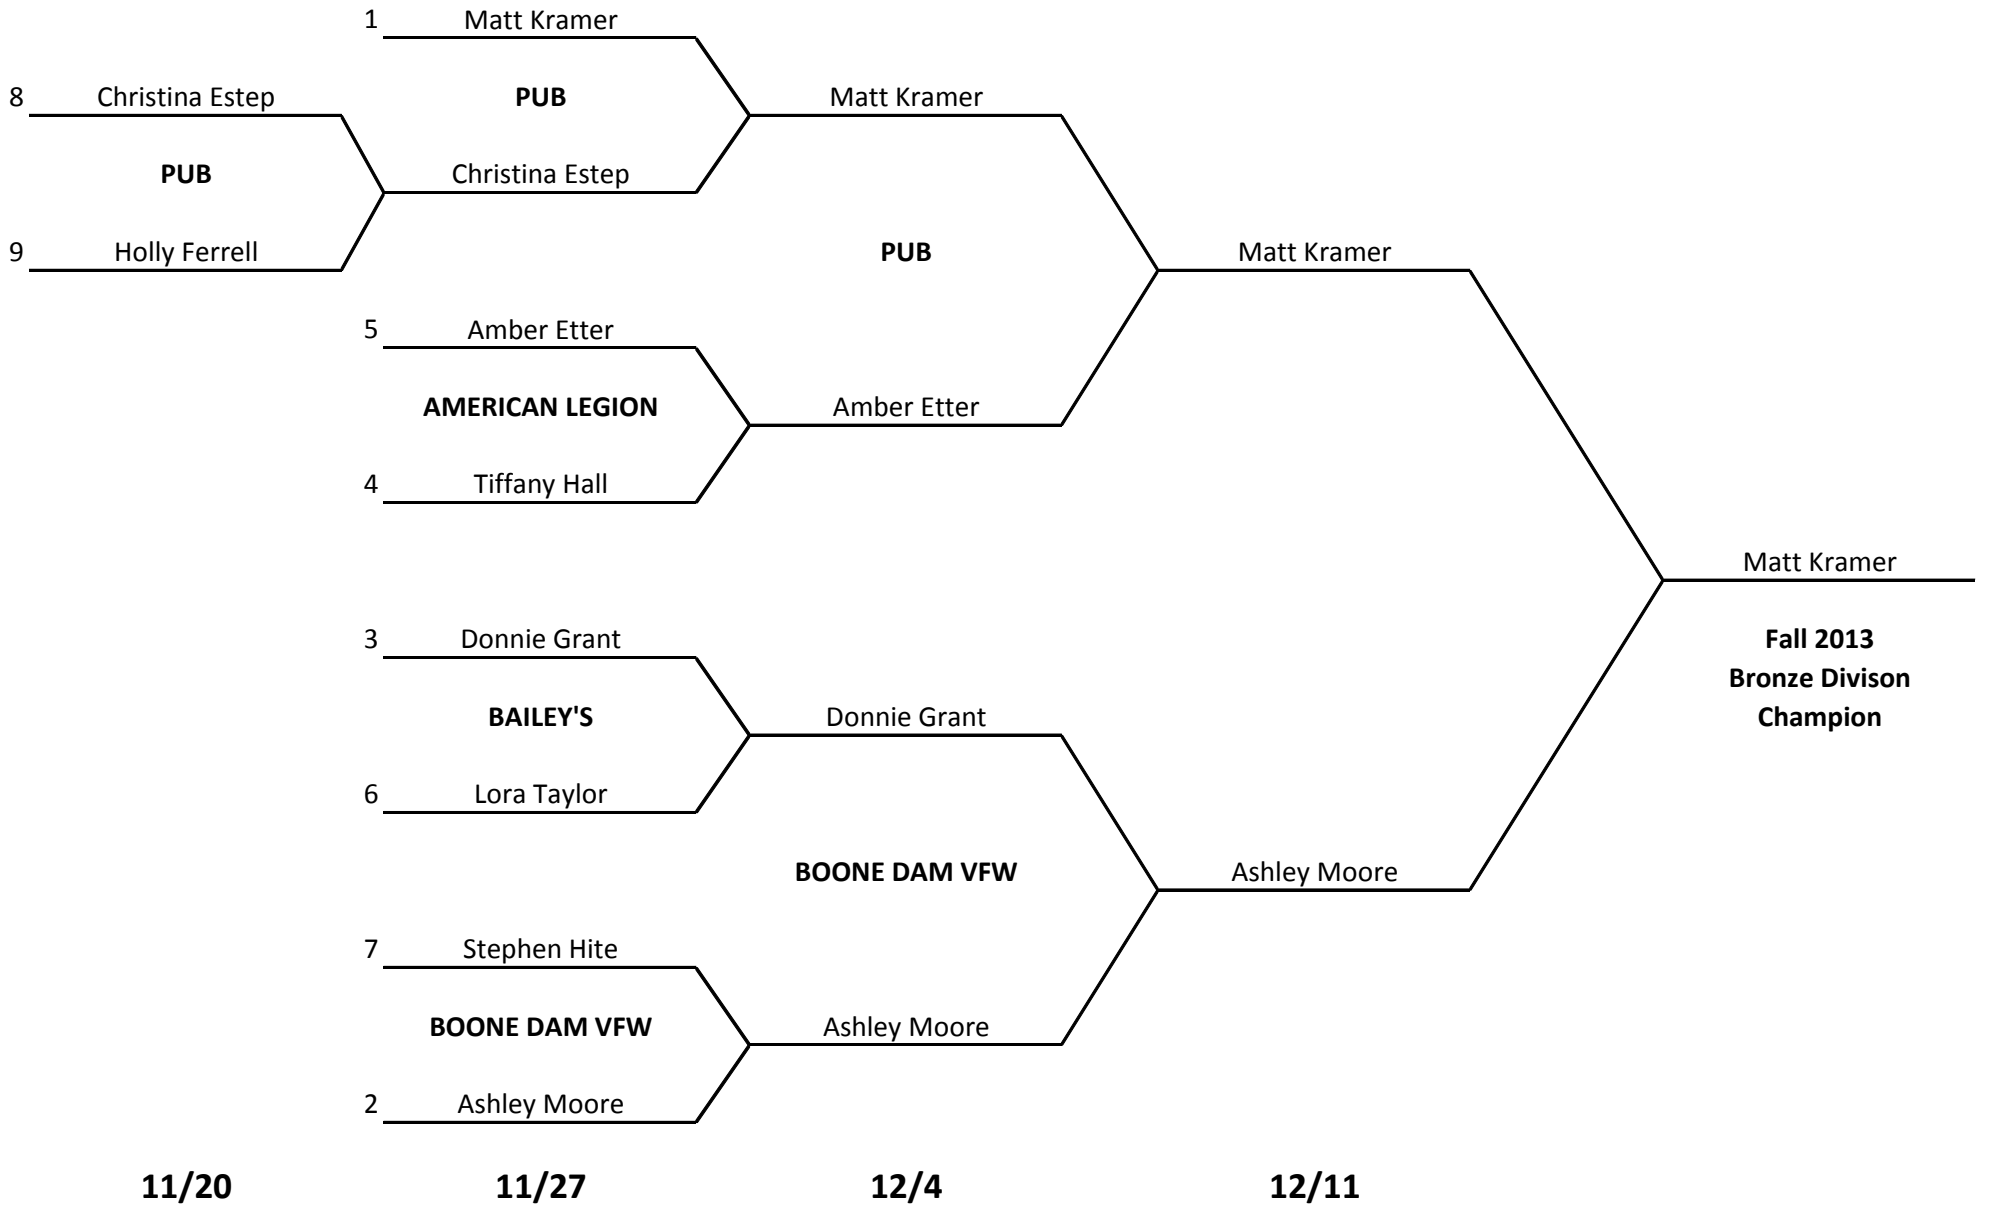 1 Matt Kramer
8 Christina Estep
PUB
Matt Kramer
PUB
Christina Estep
9 Holly Ferrell
PUB
Matt Kramer
5 Amber Etter
AMERICAN LEGION
Amber Etter
4 Tiffany Hall
Matt Kramer
3 Donnie Grant
Fall 2013
Bronze Divison
Champion
BAILEY'S
Donnie Grant
6 Lora Taylor
BOONE DAM VFW
Ashley Moore
7 Stephen Hite
BOONE DAM VFW
Ashley Moore
2 Ashley Moore
11/20 11/27 12/4 12/11